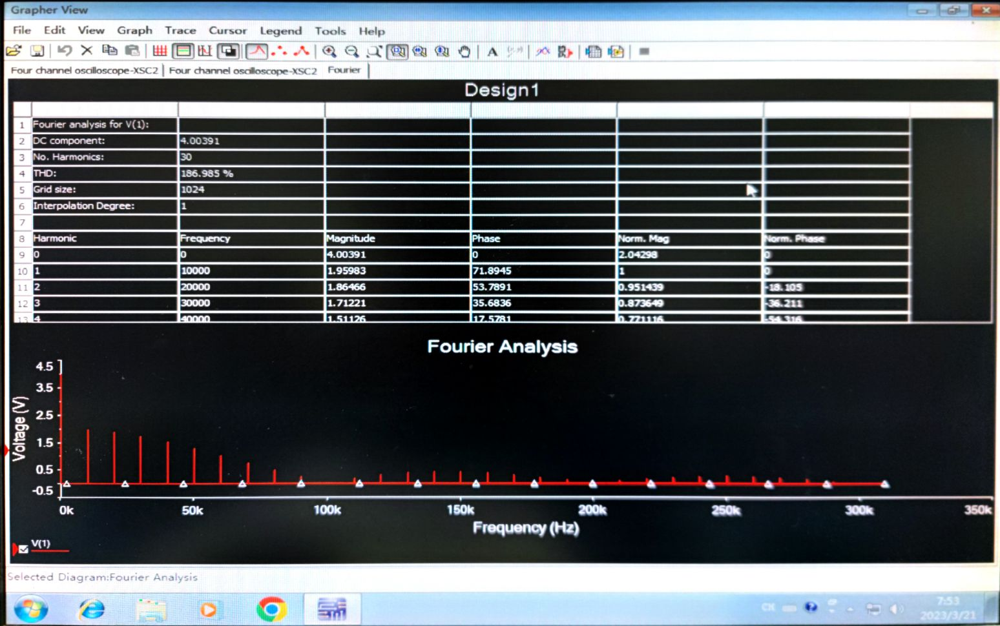 Grapher View
File Edit View Graph Trace Cursor Legend Tools Help
A
Four channel oscilloscope-XSC2 Four channel oscilloscope-XSC2 Fourier
Design1
1 Fourier analysis for V(1):
2 DC component: 4.00391
3 No. Harmonics: 30
4 THD: 186.985 %
5 Grid size: 1024
6 Interpolation Degree: 1
7
8 Harmonic Frequency Magnitude Phase Norm. Mag Norm. Phase
9 0 0 4.00391 0 2.04298 0
10 1 10000 1.95983 71.8945 1 0
11 2 20000 1.86466 53.7891 0.951439 -18.105
12 3 30000 1.71221 35.6836 0.873649 -36.211
13 4 40000 1.51126 17.5781 0.771116 -54.316
Fourier Analysis
Voltage (V)
4.5
3.5
2.5
1.5
0.5
-0.5
0k 50k 100k 150k 200k 250k 300k 350k
Frequency (Hz)
V(1)
Selected Diagram:Fourier Analysis
7:53
2023/3/21